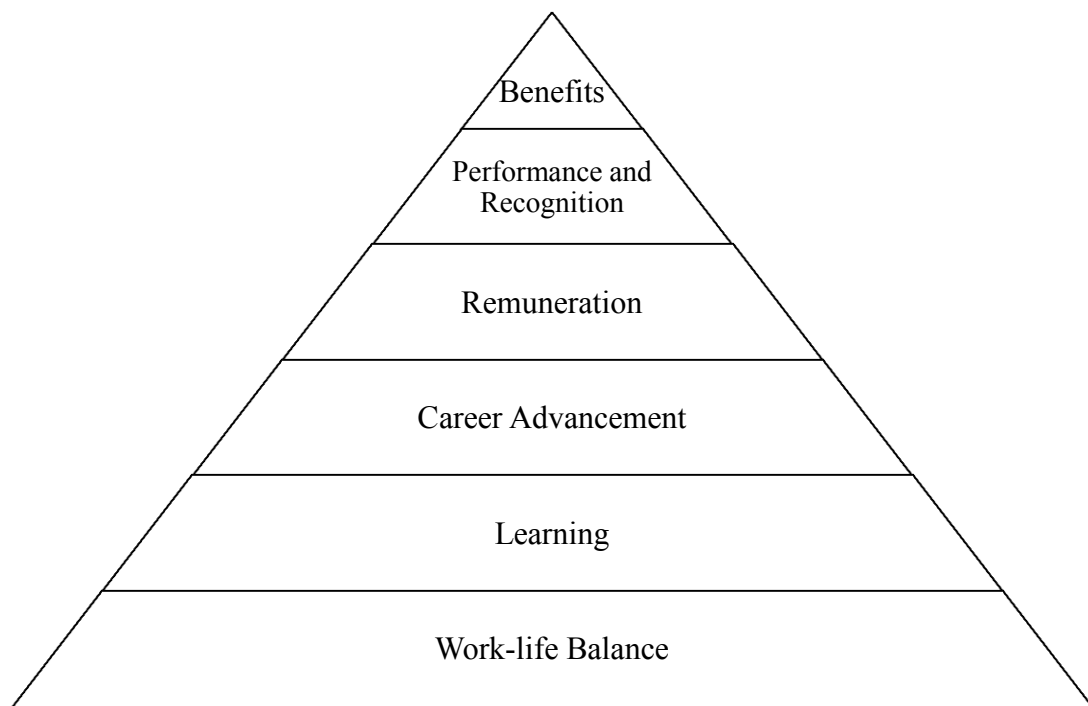 Benefits
Performance and
Recognition
Remuneration
Career Advancement
Learning
Work-life Balance